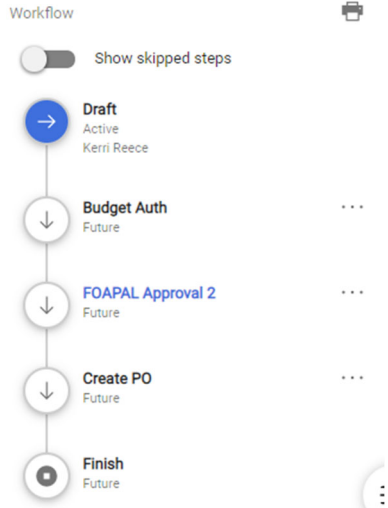 Workflow
Show skipped steps
Draft
Active
Kerri Reece
Budget Auth
Future
FOAPAL Approval 2
Future
Create PO
Future
Finish
Future